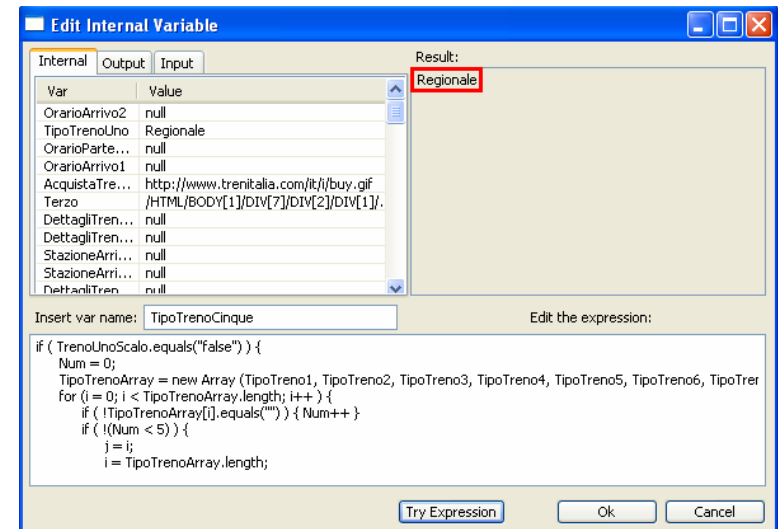 Edit Internal Variable
Internal Output Input
Result:
Regionale
Var Value
OrarioArrivo2 null
TipoTrenoUno Regionale
OrarioParte... null
OrarioArrivo1 null
AcquistaTre... http://www.trenitalia.com/it/i/buy.gif
Terzo /HTML/BODY[1]/DIV[7]/DIV[2]/DIV[1]/.
DettagliTren... null
DettagliTren... null
StazioneArri... null
StazioneArri... null
DettagliTren null
Insert var name: TipoTrenoCinque Edit the expression:
if ( TrenoUnoScalo.equals("false") ) {
Num = 0;
TipoTrenoArray = new Array (TipoTreno1, TipoTreno2, TipoTreno3, TipoTreno4, TipoTreno5, TipoTreno6, TipoTrer
for (i = 0; i < TipoTrenoArray.length; i++ ) {
if ( !TipoTrenoArray[i].equals("") ) { Num++ }
if ( !(Num < 5) ) {
j = i;
i = TipoTrenoArray.length;
Try Expression Ok Cancel